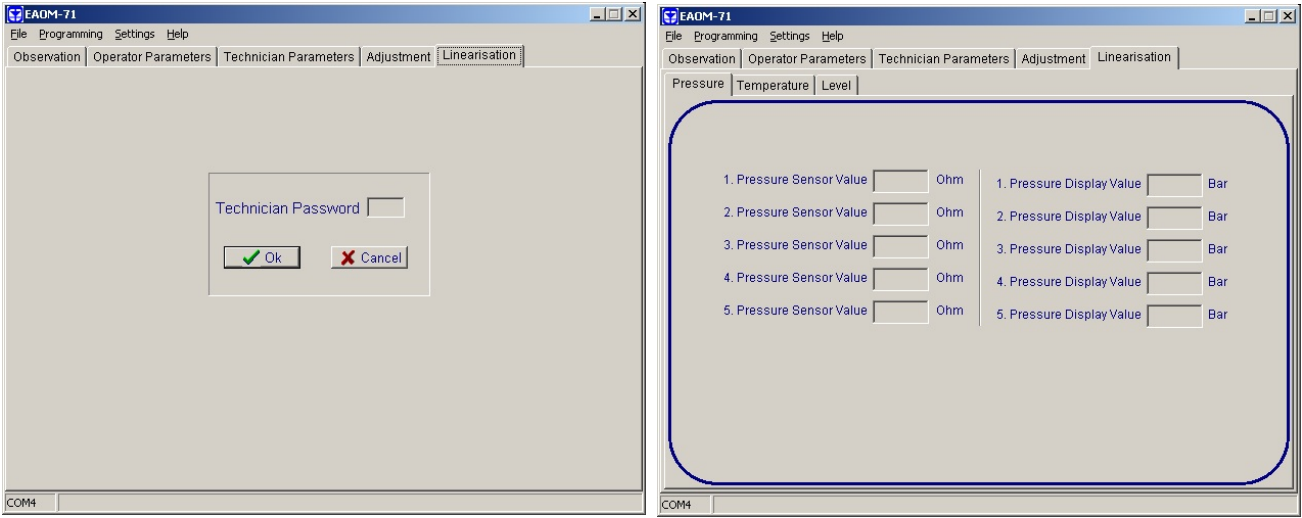 EAOM-71
File Programming Settings Help
Observation Operator Parameters Technician Parameters Adjustment Linearisation
Technician Password
Ok Cancel
COM4
EAOM-71
File Programming Settings Help
Observation Operator Parameters Technician Parameters Adjustment Linearisation
Pressure Temperature Level
1. Pressure Sensor Value Ohm 1. Pressure Display Value Bar
2. Pressure Sensor Value Ohm 2. Pressure Display Value Bar
3. Pressure Sensor Value Ohm 3. Pressure Display Value Bar
4. Pressure Sensor Value Ohm 4. Pressure Display Value Bar
5. Pressure Sensor Value Ohm 5. Pressure Display Value Bar
COM4